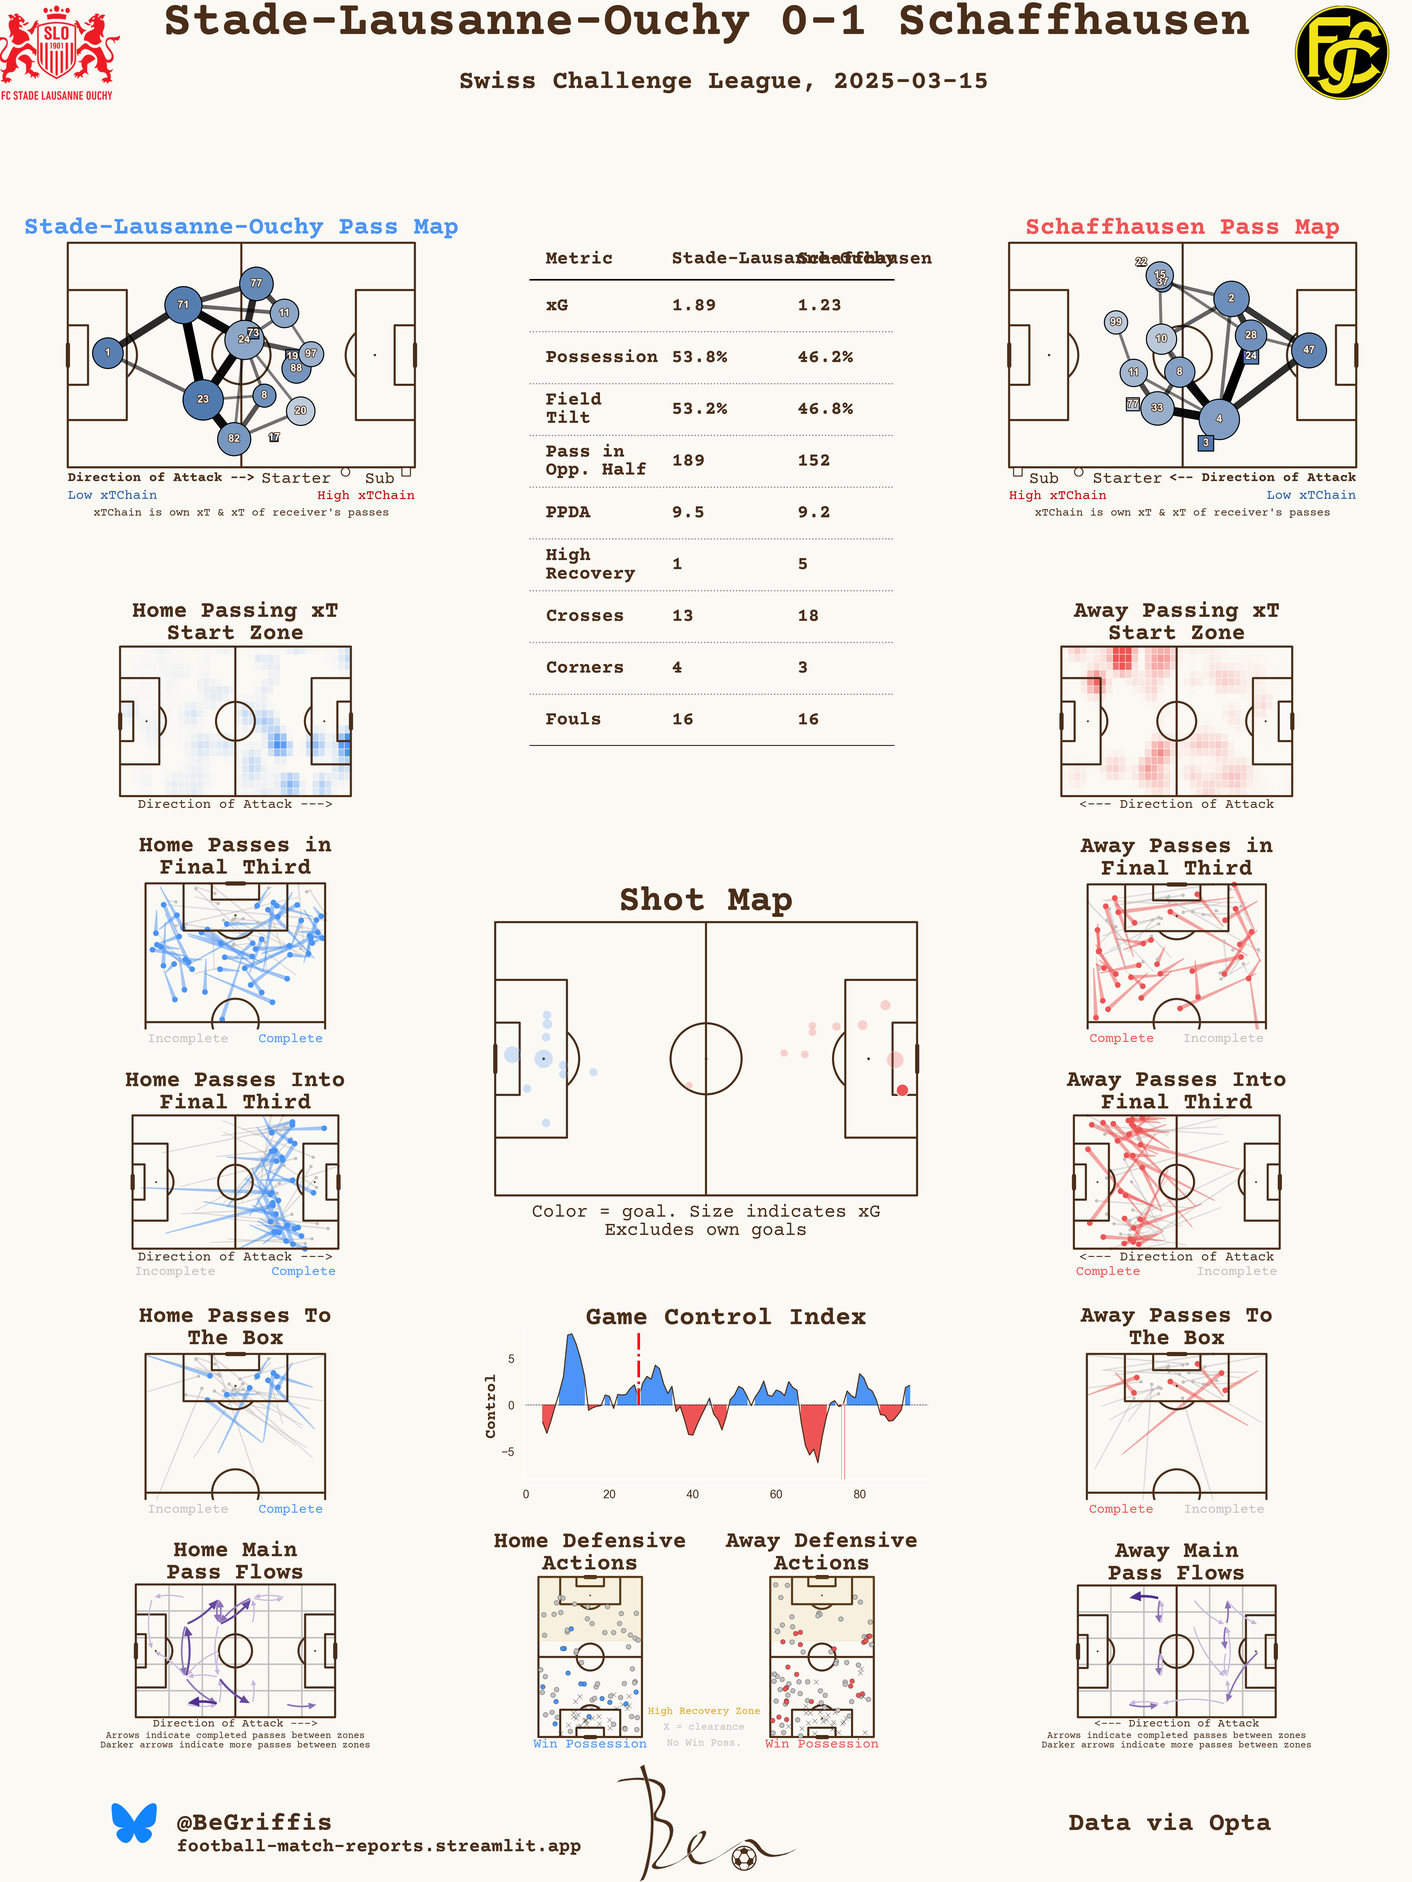 Stade-Lausanne-Ouchy 0-1 Schaffhausen
Swiss Challenge League, 2025-03-15
SLO
1901
FC STADE LAUSANNE OUCHY
FCS
Stade-Lausanne-Ouchy Pass Map
77
71
11
73
24
1
19
97
88
23
8
20
82
17
Direction of Attack --> Starter Sub
Low xTChain High xTChain
xTChain is own xT & xT of receiver's passes
Metric Stade-Lausanne-Ouchy Schaffhausen
xG 1.89 1.23
Possession 53.8% 46.2%
Field
Tilt 53.2% 46.8%
Pass in
Opp. Half 189 152
PPDA 9.5 9.2
High
Recovery 1 5
Crosses 13 18
Corners 4 3
Fouls 16 16
Schaffhausen Pass Map
22
15
37
2
99
28
10
47
24
11
8
77
33
4
3
Sub Starter <-- Direction of Attack
High xTChain Low xTChain
xTChain is own xT & xT of receiver's passes
Home Passing xT
Start Zone
Direction of Attack --->
Away Passing xT
Start Zone
<--- Direction of Attack
Home Passes in
Final Third
Incomplete Complete
Away Passes in
Final Third
Complete Incomplete
Shot Map
Color = goal. Size indicates xG
Excludes own goals
Home Passes Into
Final Third
Direction of Attack --->
Incomplete Complete
Away Passes Into
Final Third
<--- Direction of Attack
Complete Incomplete
Home Passes To
The Box
Incomplete Complete
Game Control Index
Control
5
0
−5
0 20 40 60 80
Away Passes To
The Box
Complete Incomplete
Home Main
Pass Flows
Direction of Attack --->
Arrows indicate completed passes between zones
Darker arrows indicate more passes between zones
Home Defensive
Actions
Win Possession
Away Defensive
Actions
Win Possession
High Recovery Zone
X = clearance
No Win Poss.
Away Main
Pass Flows
<--- Direction of Attack
Arrows indicate completed passes between zones
Darker arrows indicate more passes between zones
@BeGriffis
football-match-reports.streamlit.app
Ben
Data via Opta